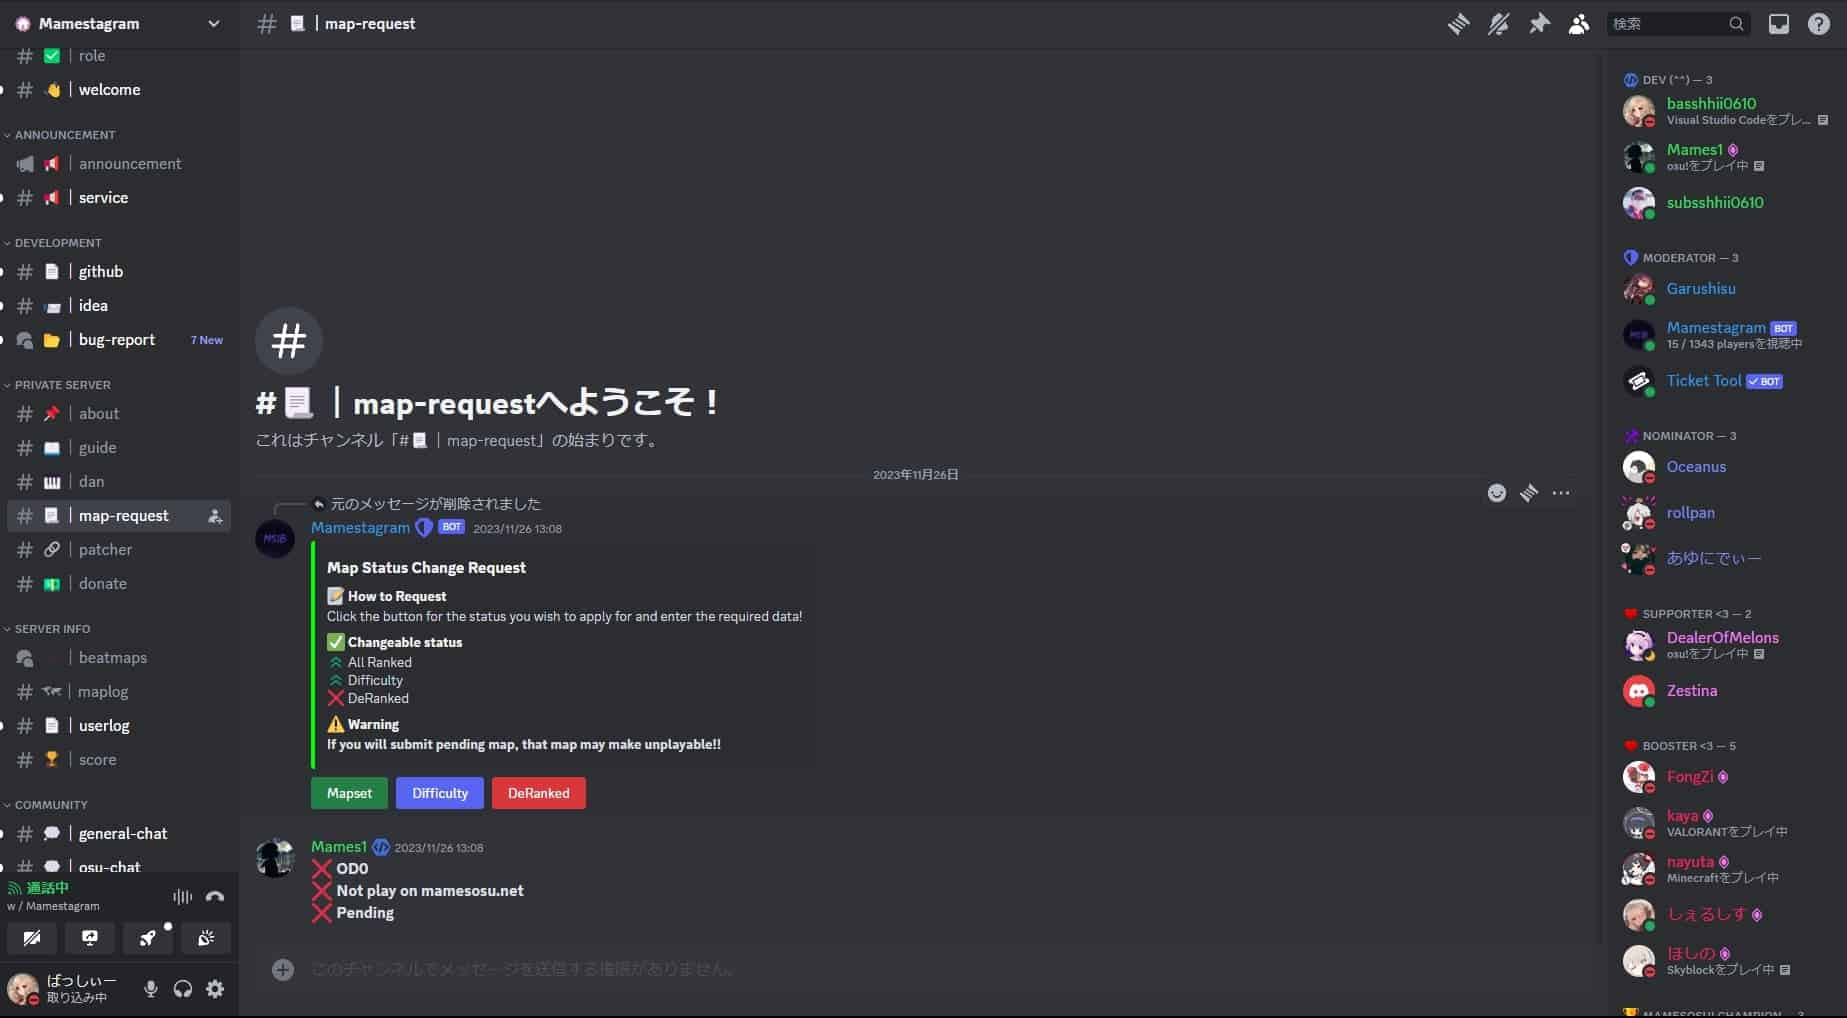 Mamestagram
role
welcome
ANNOUNCEMENT
announcement
service
DEVELOPMENT
github
idea
bug-report 7 New
PRIVATE SERVER
about
guide
dan
map-request
patcher
donate
SERVER INFO
beatmaps
maplog
userlog
score
COMMUNITY
general-chat
osu-chat
通話中
w / Mamestagram
ばっしぃー
取り込み中
# | map-request
検索
#📃｜map-requestへようこそ！
これはチャンネル「#📃｜map-request」の始まりです。
2023年11月26日
元のメッセージが削除されました
MSIB
Mamestagram BOT 2023/11/26 13:08
Map Status Change Request
How to Request
Click the button for the status you wish to apply for and enter the required data!
Changeable status
All Ranked
Difficulty
DeRanked
Warning
If you will submit pending map, that map may make unplayable!!
Mapset Difficulty DeRanked
Mames1 2023/11/26 13:08
OD0
Not play on mamesosu.net
Pending
このチャンネルでメッセージを送信する権限がありません。
DEV (^^) — 3
basshhii0610
Visual Studio Codeをプレ...
Mames1
osu!をプレイ中
subsshhii0610
MODERATOR — 3
Garushisu
Mamestagram BOT
15 / 1343 playersを視聴中
Ticket Tool BOT
NOMINATOR — 3
Oceanus
rollpan
あゆにでぃー
SUPPORTER <3 — 2
DealerOfMelons
osu!をプレイ中
Zestina
BOOSTER <3 — 5
FongZi
kaya
VALORANTをプレイ中
nayuta
Minecraftをプレイ中
しぇるしす
ほしの
Skyblockをプレイ中
MAMESOSU! CHAMPION — 3